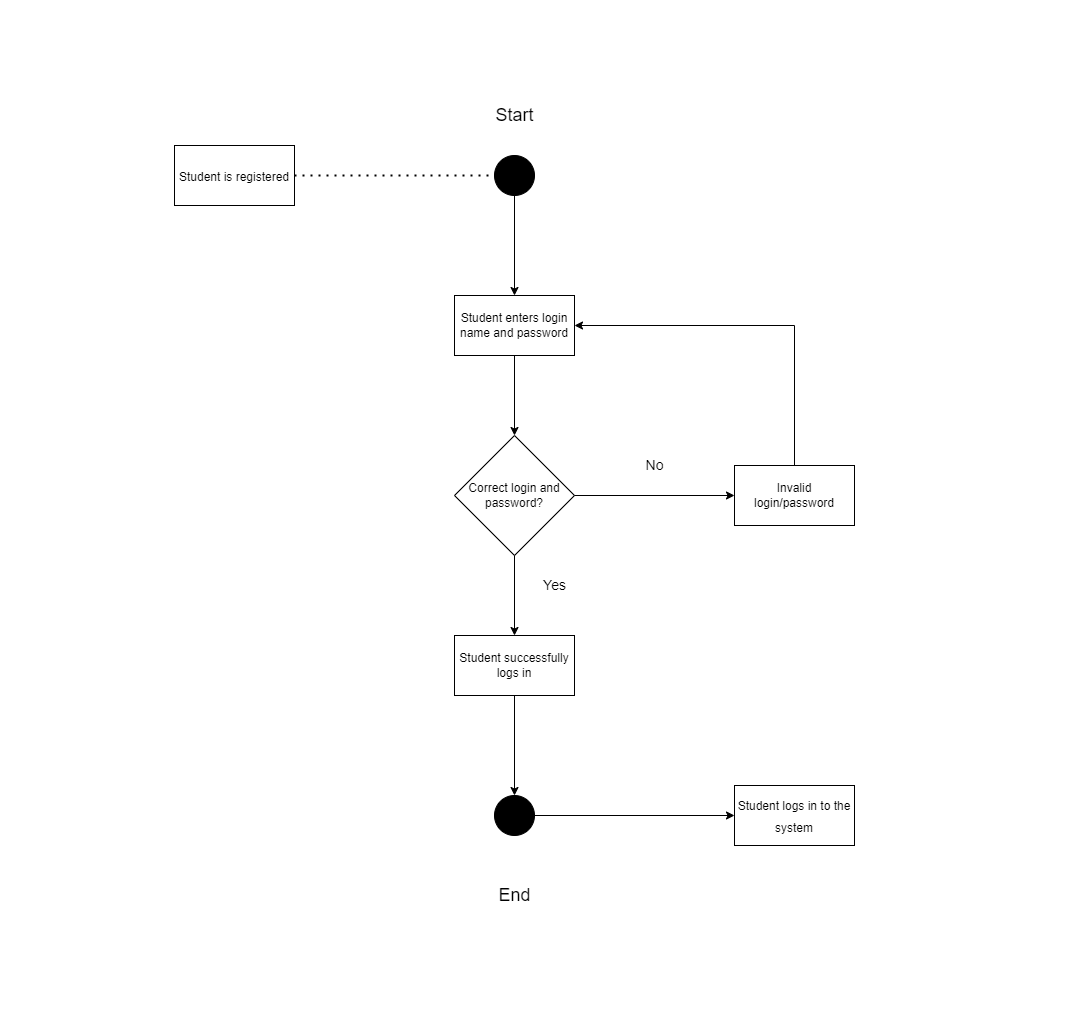 Start
Student is registered
Student enters login
name and password
Correct login and
password?
No
Invalid
login/password
Yes
Student successfully
logs in
Student logs in to the
system
End